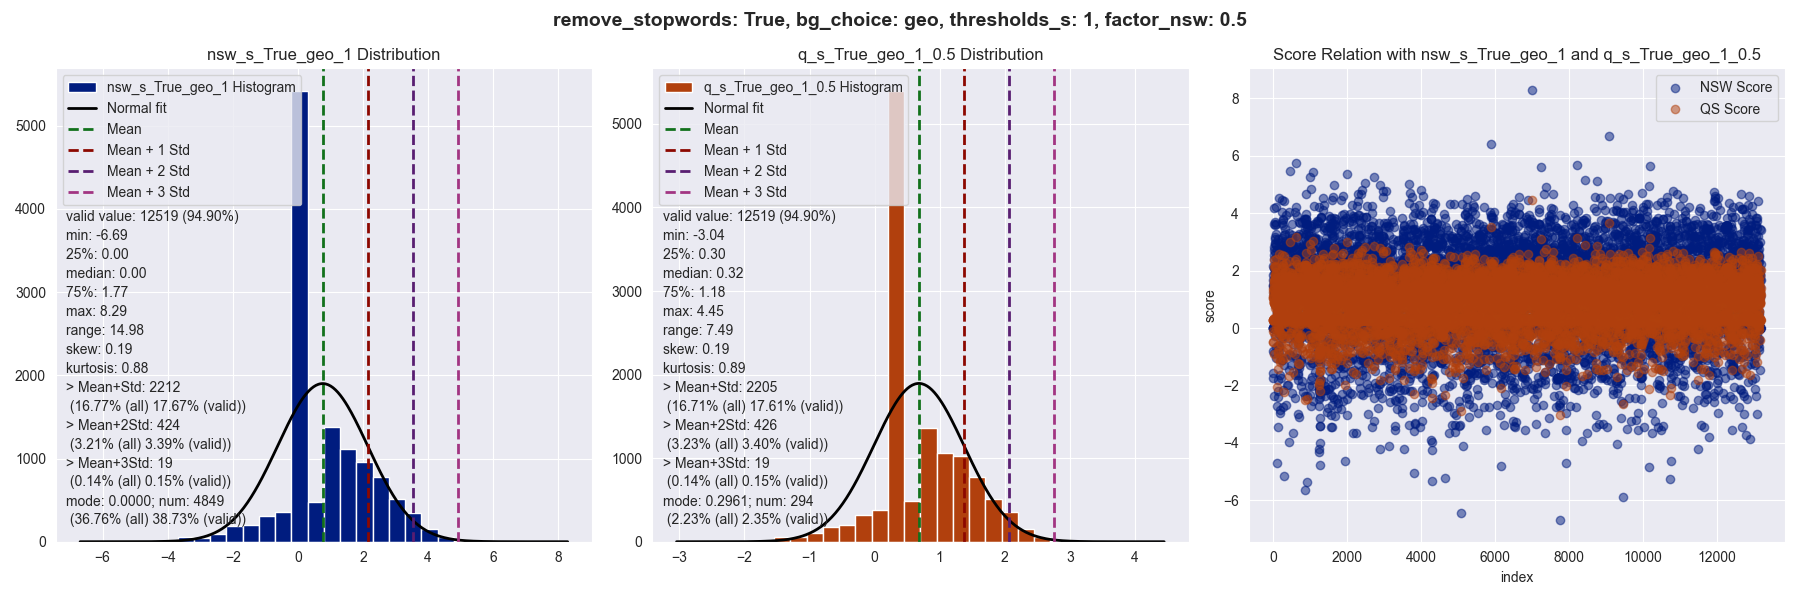 remove_stopwords: True, bg_choice: geo, thresholds_s: 1, factor_nsw: 0.5
nsw_s_True_geo_1 Distribution
nsw_s_True_geo_1 Histogram
Normal fit
Mean
Mean + 1 Std
Mean + 2 Std
Mean + 3 Std
valid value: 12519 (94.90%)
min: -6.69
25%: 0.00
median: 0.00
75%: 1.77
max: 8.29
range: 14.98
skew: 0.19
kurtosis: 0.88
> Mean+Std: 2212
(16.77% (all) 17.67% (valid))
> Mean+2Std: 424
(3.21% (all) 3.39% (valid))
> Mean+3Std: 19
(0.14% (all) 0.15% (valid))
mode: 0.0000; num: 4849
(36.76% (all) 38.73% (valid))
5000
4000
3000
2000
1000
0
−6 −4 −2 0 2 4 6 8
q_s_True_geo_1_0.5 Distribution
q_s_True_geo_1_0.5 Histogram
Normal fit
Mean
Mean + 1 Std
Mean + 2 Std
Mean + 3 Std
valid value: 12519 (94.90%)
min: -3.04
25%: 0.30
median: 0.32
75%: 1.18
max: 4.45
range: 7.49
skew: 0.19
kurtosis: 0.89
> Mean+Std: 2205
(16.71% (all) 17.61% (valid))
> Mean+2Std: 426
(3.23% (all) 3.40% (valid))
> Mean+3Std: 19
(0.14% (all) 0.15% (valid))
mode: 0.2961; num: 294
(2.23% (all) 2.35% (valid))
5000
4000
3000
2000
1000
0
−3 −2 −1 0 1 2 3 4
Score Relation with nsw_s_True_geo_1 and q_s_True_geo_1_0.5
NSW Score
QS Score
8
6
4
2
0
−2
−4
−6
score
0 2000 4000 6000 8000 10000 12000
index